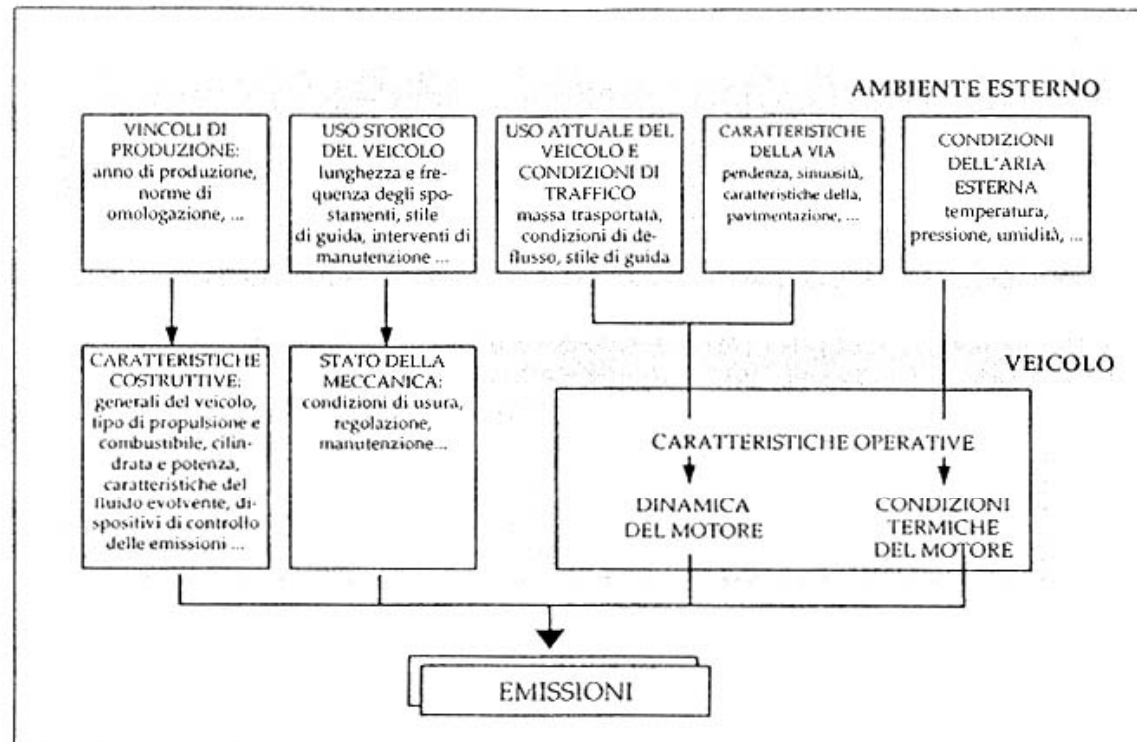 AMBIENTE ESTERNO
VINCOLI DI
PRODUZIONE:
anno di produzione,
norme di
omologazione, ...
USO STORICO
DEL VEICOLO
lunghezza e fre-
quenza degli spo-
stamenti, stile
di guida, interventi di
manutenzione ...
USO ATTUALE DEL
VEICOLO E
CONDIZIONI DI
TRAFFICO
massa trasportata,
condizioni di de-
flusso, stile di guida
CARATTERISTICHE
DELLA VIA
pendenza, sinuosità,
caratteristiche della,
pavimentazione, ...
CONDIZIONI
DELL'ARIA
ESTERNA
temperatura,
pressione, umidità, ...
VEICOLO
CARATTERISTICHE
COSTRUTTIVE:
generali del veicolo,
tipo di propulsione e
combustibile, cilin-
drata e potenza,
caratteristiche del
fluido evolvente, di-
spositivi di controllo
delle emissioni ...
STATO DELLA
MECCANICA:
condizioni di usura,
regolazione,
manutenzione...
CARATTERISTICHE OPERATIVE
DINAMICA
DEL MOTORE
CONDIZIONI
TERMICHE
DEL MOTORE
EMISSIONI